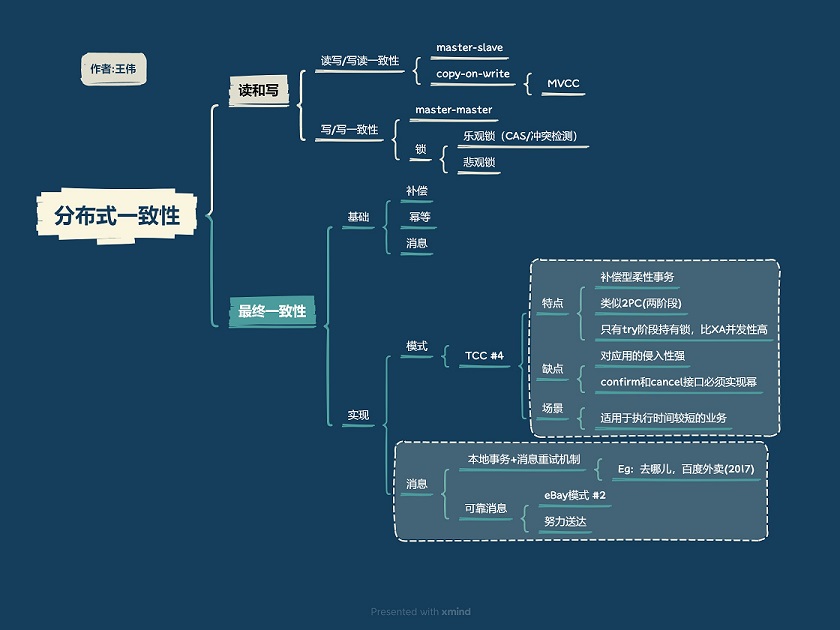 作者:王伟
分布式一致性
读和写
读写/写读一致性
master-slave
copy-on-write
MVCC
写/写一致性
master-master
锁
乐观锁（CAS/冲突检测）
悲观锁
最终一致性
基础
补偿
幂等
消息
实现
模式
TCC #4
特点
补偿型柔性事务
类似2PC(两阶段)
只有try阶段持有锁，比XA并发性高
缺点
对应用的侵入性强
confirm和cancel接口必须实现幂
场景
适用于执行时间较短的业务
消息
本地事务+消息重试机制
Eg: 去哪儿，百度外卖(2017)
可靠消息
eBay模式 #2
努力送达
Presented with xmind